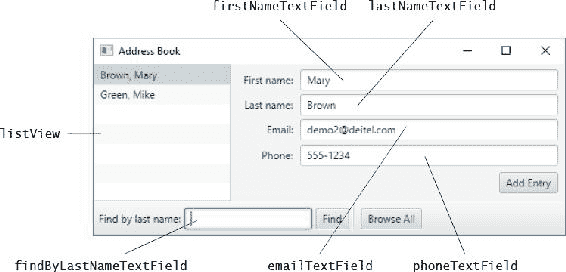 firstNameTextField lastNameTextField
Address Book
Brown, Mary
Green, Mike
First name: Mary
Last name: Brown
Email: demo2@deitel.com
Phone: 555-1234
Add Entry
listView
Find by last name: Find Browse All
findByLastNameTextField emailTextField phoneTextField